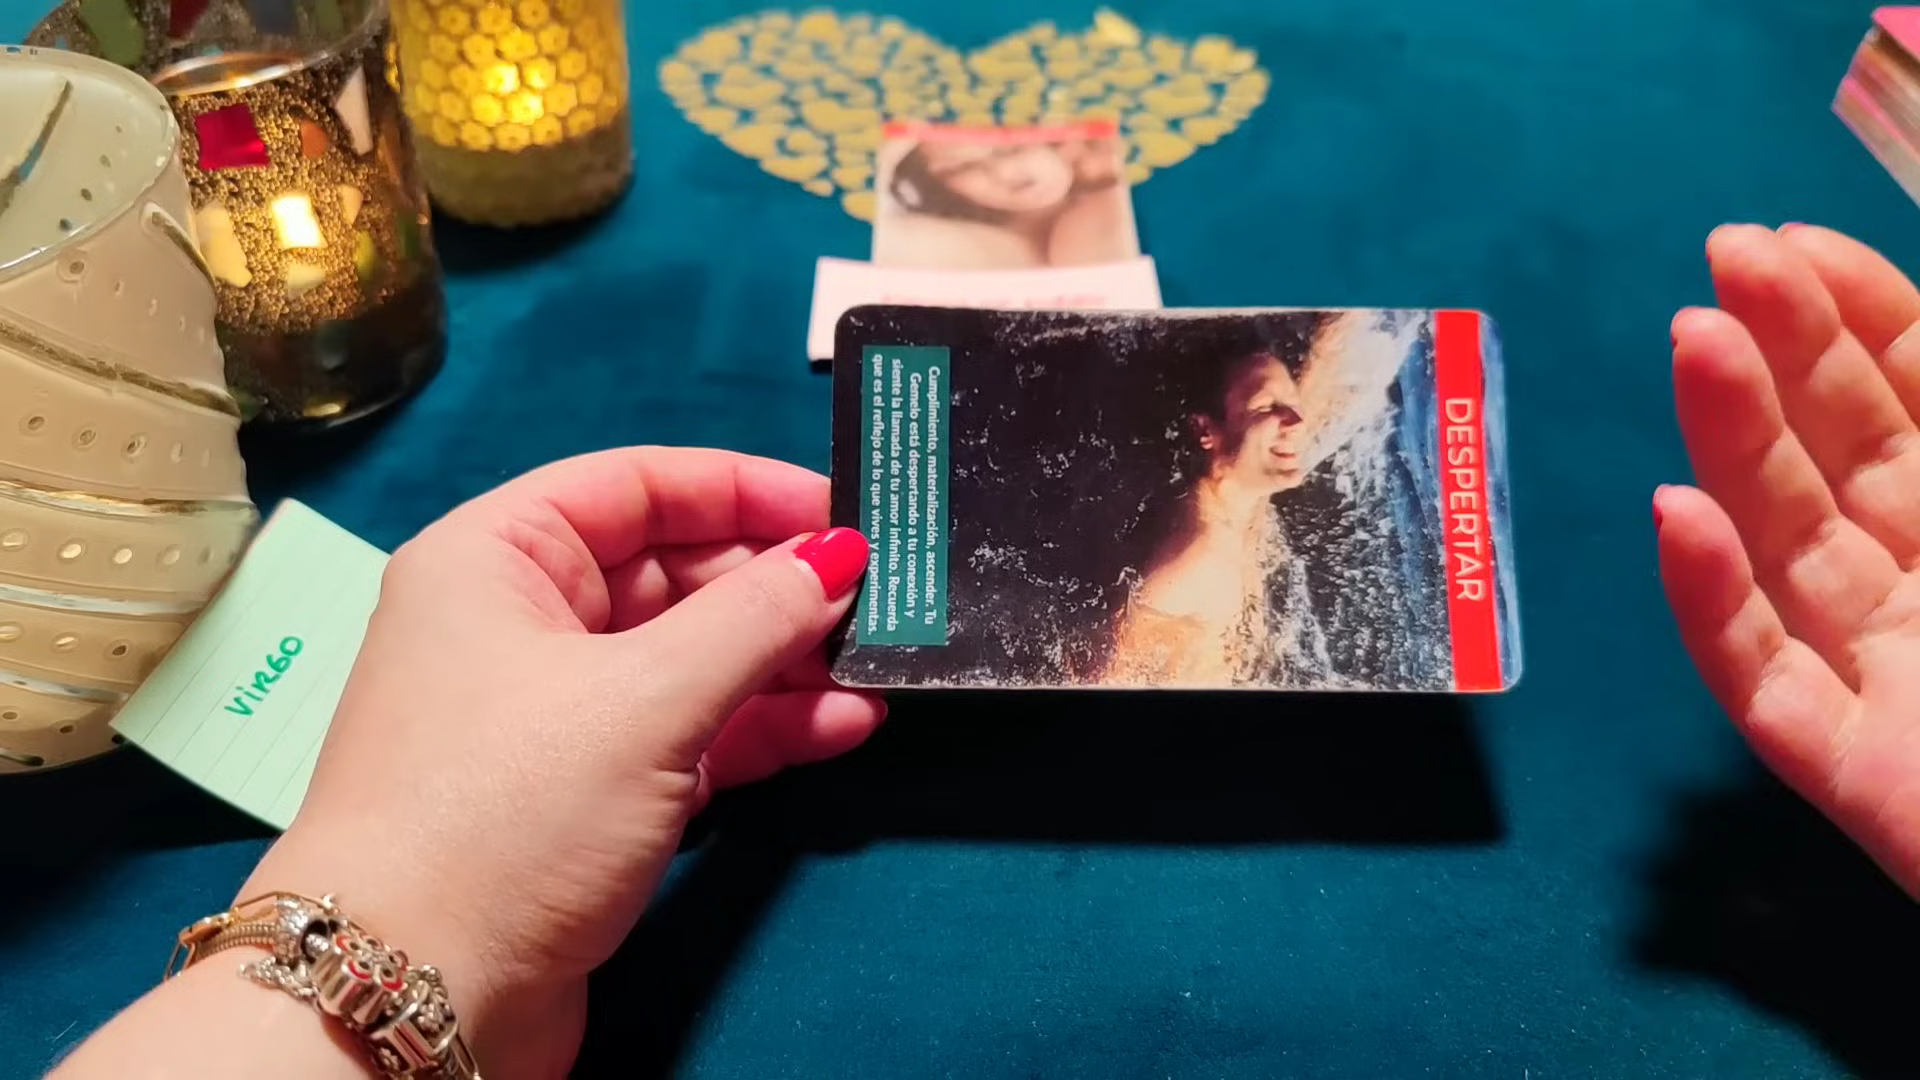 DESPERTAR
Cumplimiento, materialización, ascender. Tu
Gemelo está despertando a tu conexión y
siente la llamada de tu amor infinito. Recuerda
que es el reflejo de lo que vives y experimentas.
VIRGO